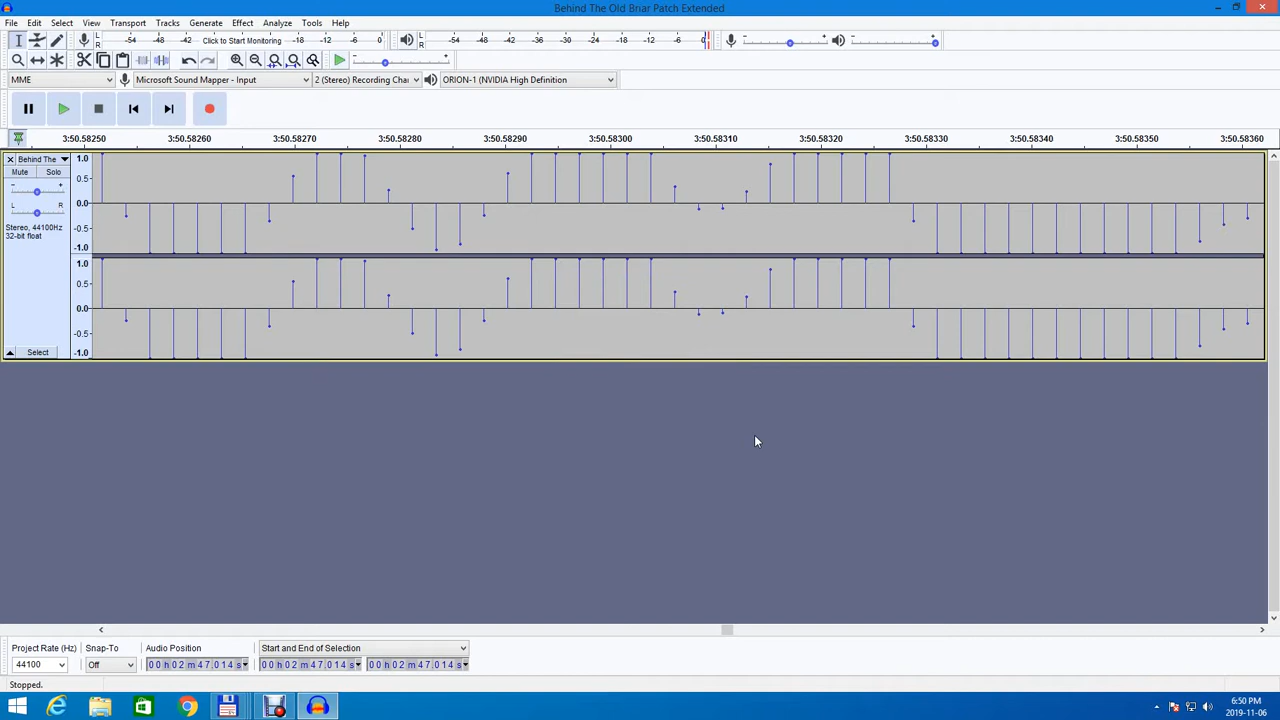 Behind The Old Briar Patch Extended
File Edit Select View Transport Tracks Generate Effect Analyze Tools Help
L R -54 -48 -42 Click to Start Monitoring -18 -12 -6 0 L R -54 -48 -42 -36 -30 -24 -18 -12 -6 0 - + - +
- +
MME Microsoft Sound Mapper - Input 2 (Stereo) Recording Chai ORION-1 (NVIDIA High Definition
3:50.58250 3:50.58260 3:50.58270 3:50.58280 3:50.58290 3:50.58300 3:50.58310 3:50.58320 3:50.58330 3:50.58340 3:50.58350 3:50.58360
Behind The 1.0
Mute Solo 0.5
- +
L R 0.0
Stereo, 44100Hz -0.5
32-bit float -1.0
1.0
0.5
0.0
-0.5
Select -1.0
Project Rate (Hz) Snap-To Audio Position Start and End of Selection
44100 Off 00h02m47.014s 00h02m47.014s 00h02m47.014s
Stopped.
6:50 PM
2019-11-06